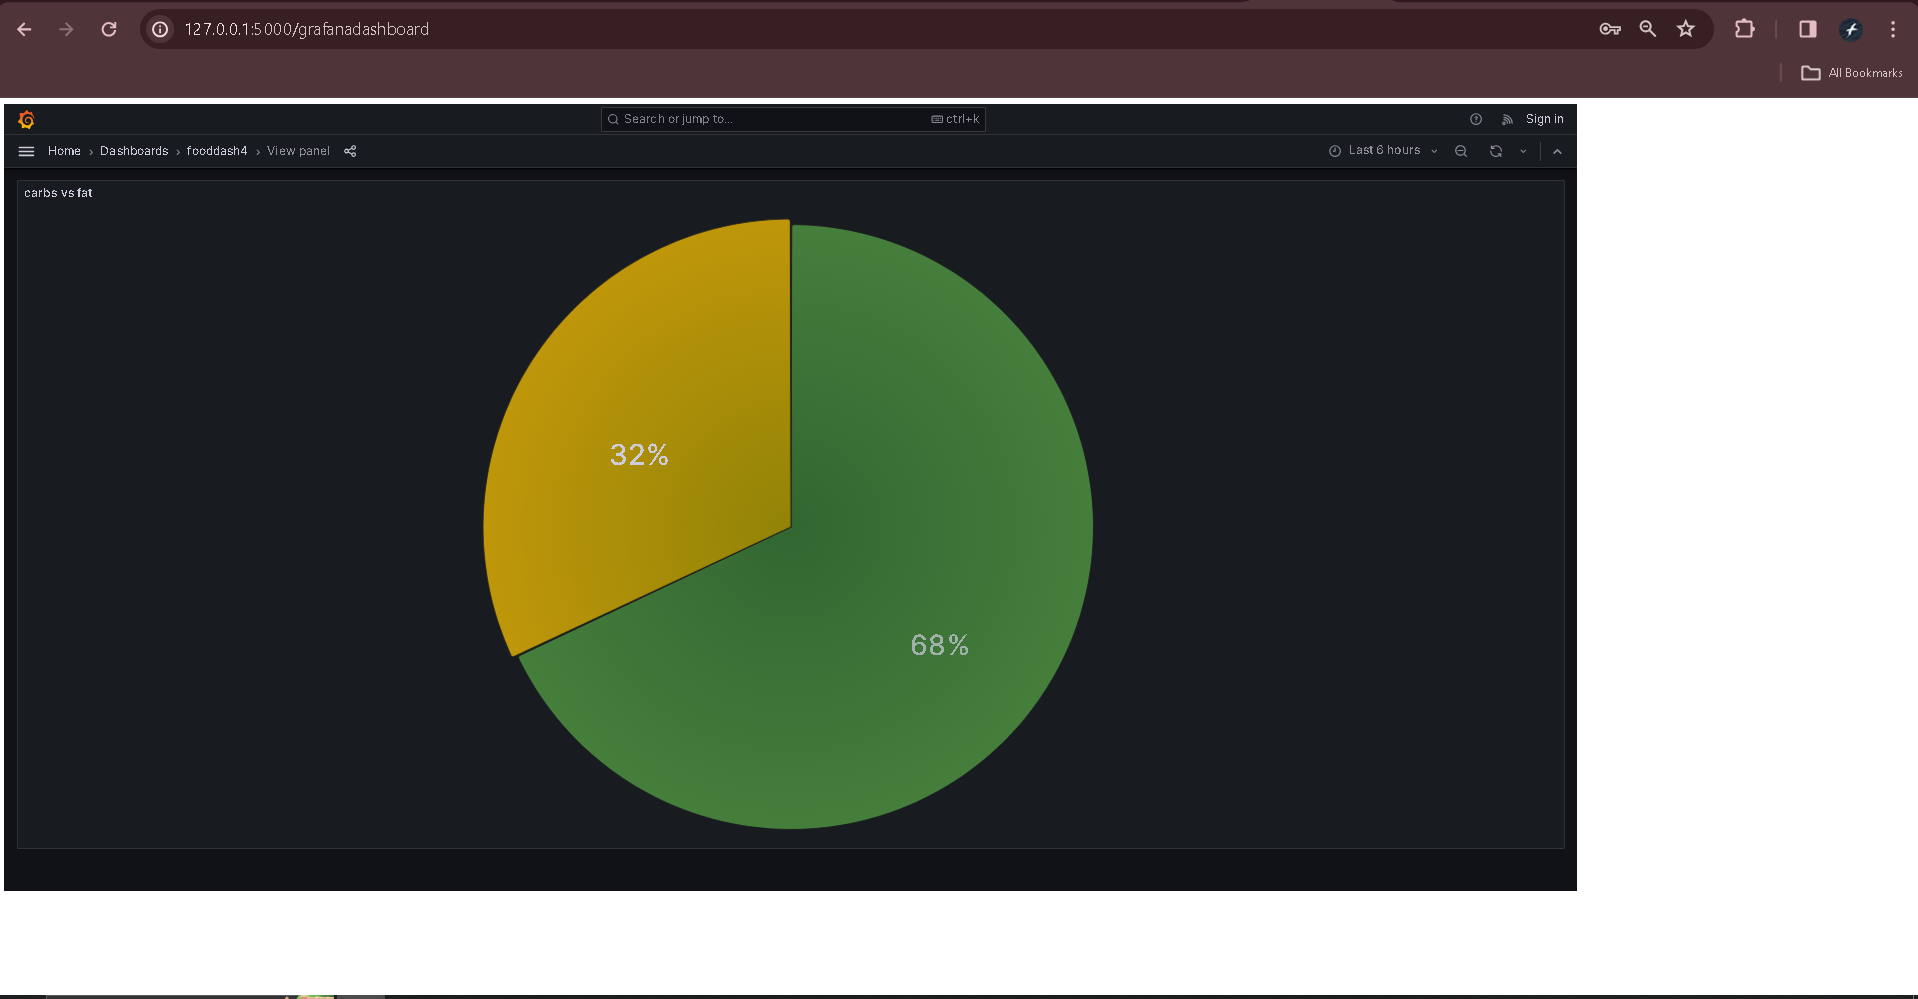 127.0.0.1:5000/grafanadashboard
All Bookmarks
Search or jump to... ctrl+k
Sign in
Home › Dashboards › fooddash4 › View panel
Last 6 hours
carbs vs fat
32%
68%